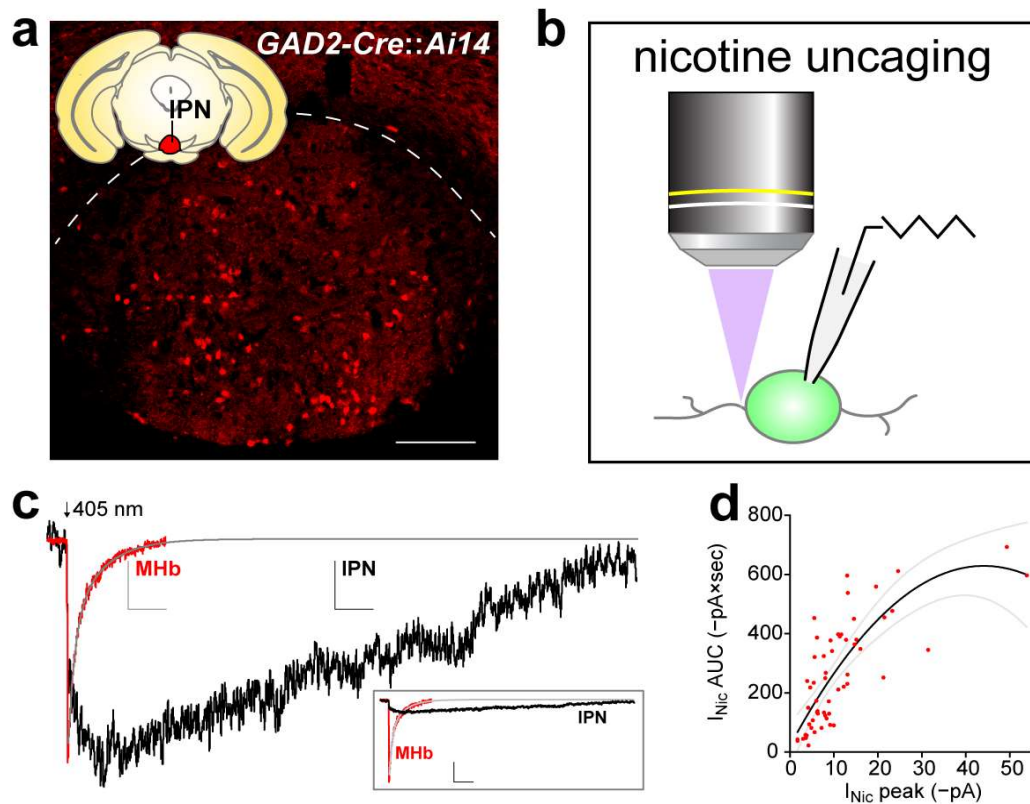 a
GAD2-Cre::Ai14
IPN
b
nicotine uncaging
c
↓405 nm
MHb
IPN
IPN
MHb
d
800
600
400
200
0
I_Nic AUC (−pA×sec)
0 10 20 30 40 50
I_Nic peak (−pA)